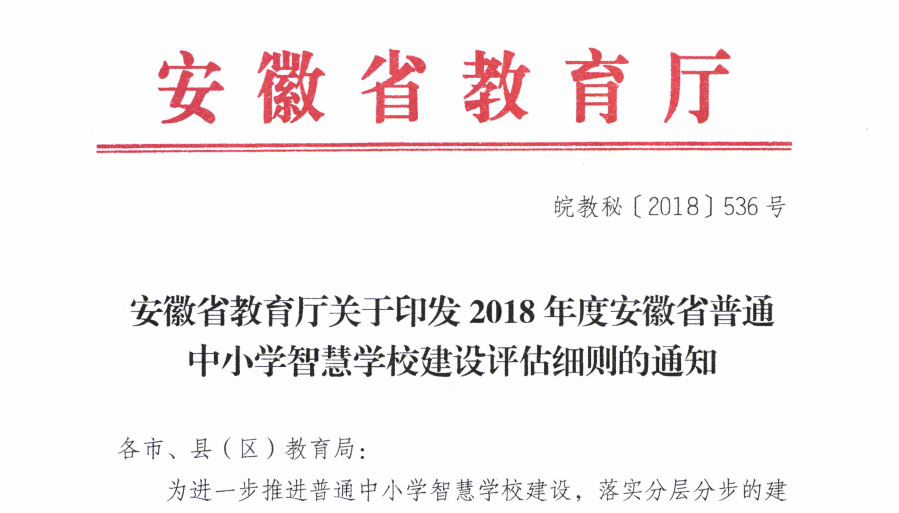 安徽省教育厅
皖教秘〔2018〕536号
安徽省教育厅关于印发2018年度安徽省普通
中小学智慧学校建设评估细则的通知
各市、县（区）教育局：
为进一步推进普通中小学智慧学校建设，落实分层分步的建